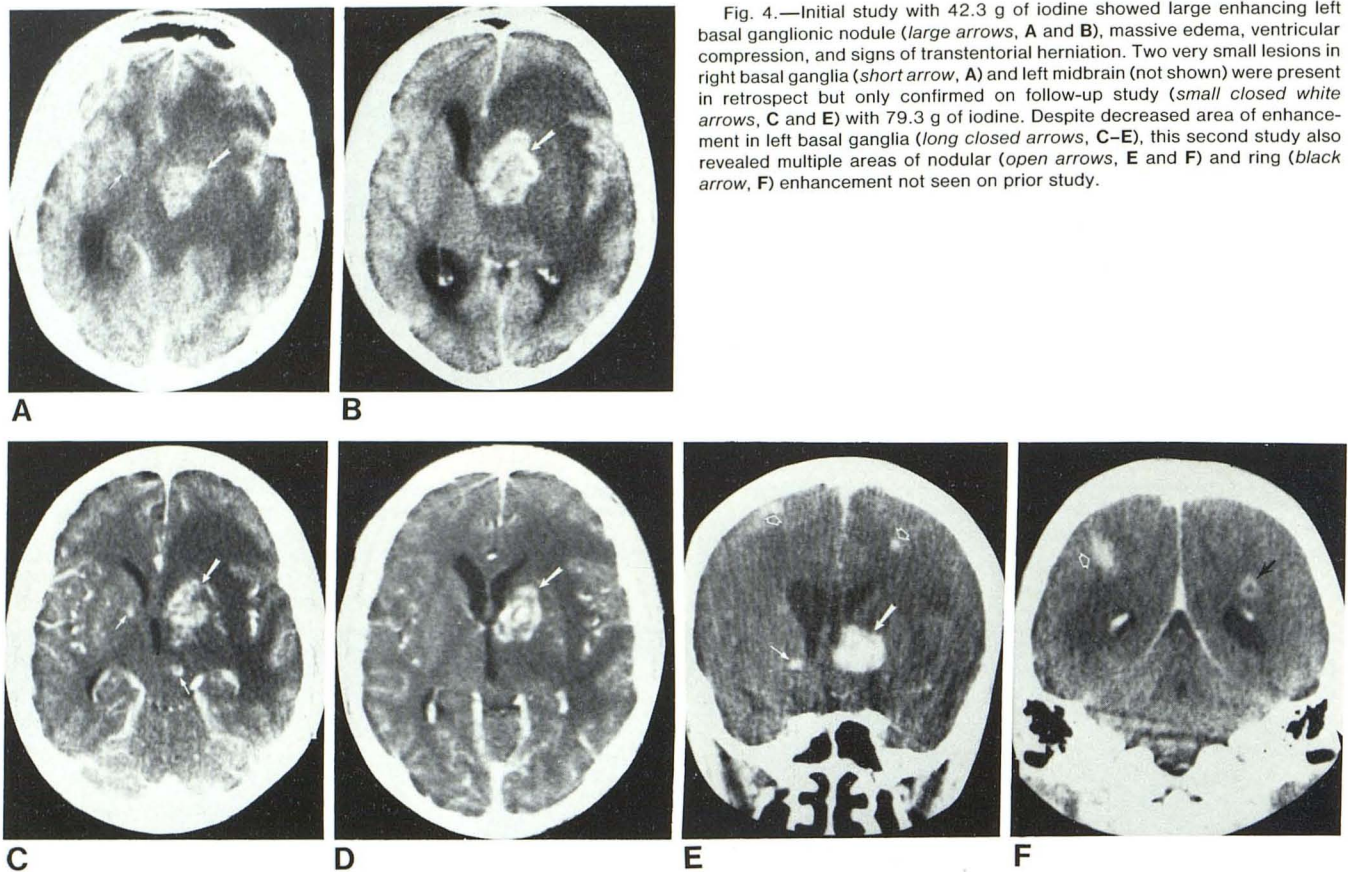 Fig. 4.—Initial study with 42.3 g of iodine showed large enhancing left
basal ganglionic nodule (large arrows, A and B), massive edema, ventricular
compression, and signs of transtentorial herniation. Two very small lesions in
right basal ganglia (short arrow, A) and left midbrain (not shown) were present
in retrospect but only confirmed on follow-up study (small closed white
arrows, C and E) with 79.3 g of iodine. Despite decreased area of enhance-
ment in left basal ganglia (long closed arrows, C–E), this second study also
revealed multiple areas of nodular (open arrows, E and F) and ring (black
arrow, F) enhancement not seen on prior study.
A B
C D E F